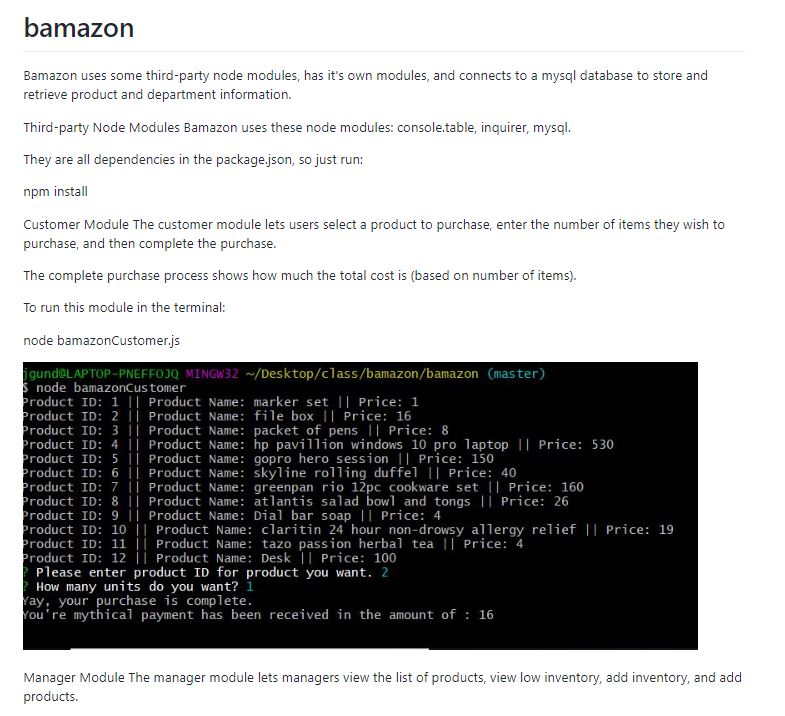 bamazon
Bamazon uses some third-party node modules, has it's own modules, and connects to a mysql database to store and
retrieve product and department information.
Third-party Node Modules Bamazon uses these node modules: console.table, inquirer, mysql.
They are all dependencies in the package.json, so just run:
npm install
Customer Module The customer module lets users select a product to purchase, enter the number of items they wish to
purchase, and then complete the purchase.
The complete purchase process shows how much the total cost is (based on number of items).
To run this module in the terminal:
node bamazonCustomer.js
jgund@LAPTOP-PNEFFOJQ MINGW32 ~/Desktop/class/bamazon/bamazon (master)
$ node bamazonCustomer
Product ID: 1 || Product Name: marker set || Price: 1
Product ID: 2 || Product Name: file box || Price: 16
Product ID: 3 || Product Name: packet of pens || Price: 8
Product ID: 4 || Product Name: hp pavillion windows 10 pro laptop || Price: 530
Product ID: 5 || Product Name: gopro hero session || Price: 150
Product ID: 6 || Product Name: skyline rolling duffel || Price: 40
Product ID: 7 || Product Name: greenpan rio 12pc cookware set || Price: 160
Product ID: 8 || Product Name: atlantis salad bowl and tongs || Price: 26
Product ID: 9 || Product Name: Dial bar soap || Price: 4
Product ID: 10 || Product Name: claritin 24 hour non-drowsy allergy relief || Price: 19
Product ID: 11 || Product Name: tazo passion herbal tea || Price: 4
Product ID: 12 || Product Name: Desk || Price: 100
? Please enter product ID for product you want. 2
? How many units do you want? 1
Yay, your purchase is complete.
You're mythical payment has been received in the amount of : 16
Manager Module The manager module lets managers view the list of products, view low inventory, add inventory, and add
products.